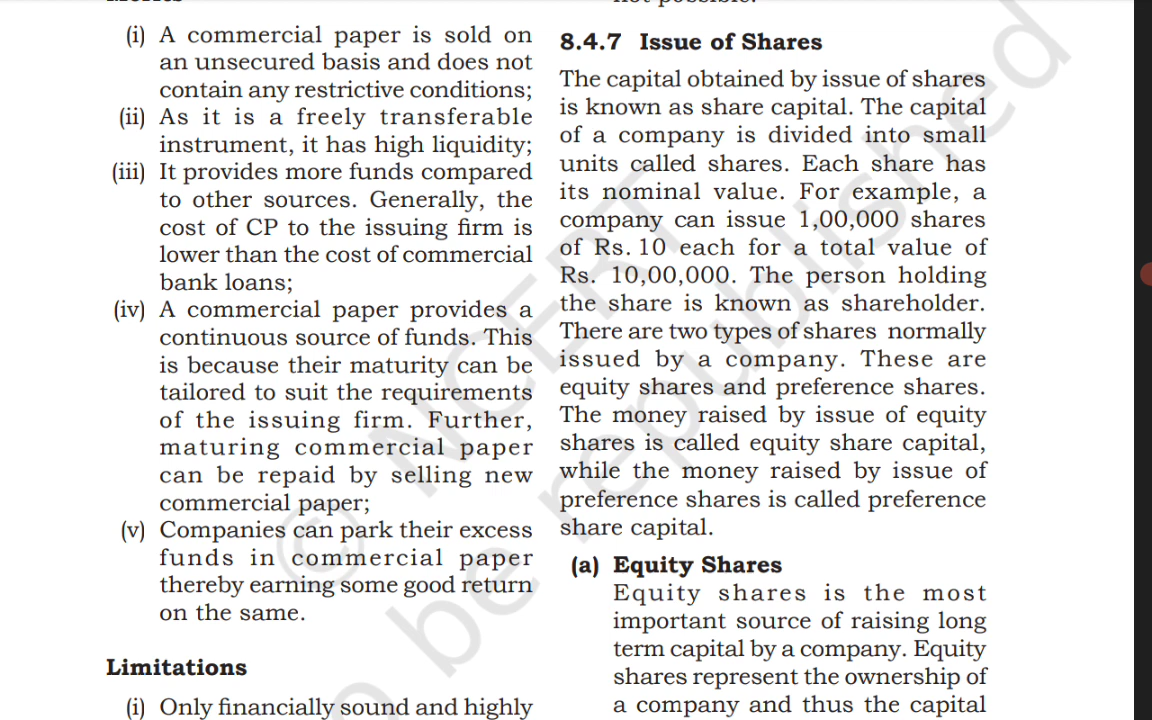 (i) A commercial paper is sold on
an unsecured basis and does not
contain any restrictive conditions;
(ii) As it is a freely transferable
instrument, it has high liquidity;
(iii) It provides more funds compared
to other sources. Generally, the
cost of CP to the issuing firm is
lower than the cost of commercial
bank loans;
(iv) A commercial paper provides a
continuous source of funds. This
is because their maturity can be
tailored to suit the requirements
of the issuing firm. Further,
maturing commercial paper
can be repaid by selling new
commercial paper;
(v) Companies can park their excess
funds in commercial paper
thereby earning some good return
on the same.
Limitations
(i) Only financially sound and highly
8.4.7 Issue of Shares
The capital obtained by issue of shares
is known as share capital. The capital
of a company is divided into small
units called shares. Each share has
its nominal value. For example, a
company can issue 1,00,000 shares
of Rs. 10 each for a total value of
Rs. 10,00,000. The person holding
the share is known as shareholder.
There are two types of shares normally
issued by a company. These are
equity shares and preference shares.
The money raised by issue of equity
shares is called equity share capital,
while the money raised by issue of
preference shares is called preference
share capital.
(a) Equity Shares
Equity shares is the most
important source of raising long
term capital by a company. Equity
shares represent the ownership of
a company and thus the capital
© NCERT
be republished